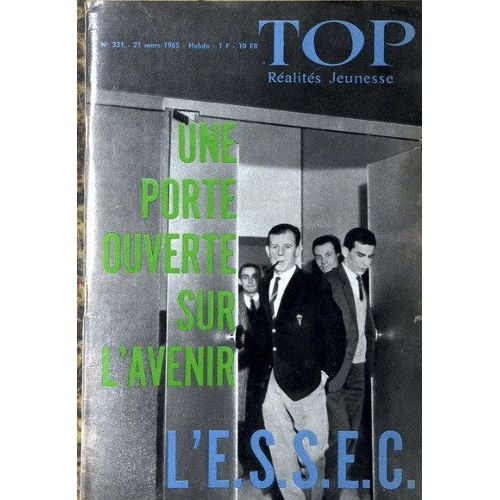 N° 331 - 21 mars 1965 - Hebdo - 1 F - 10 FB
TOP
Réalités Jeunesse
UNE
PORTE
OUVERTE
SUR
L'AVENIR
L'E.S.S.E.C.